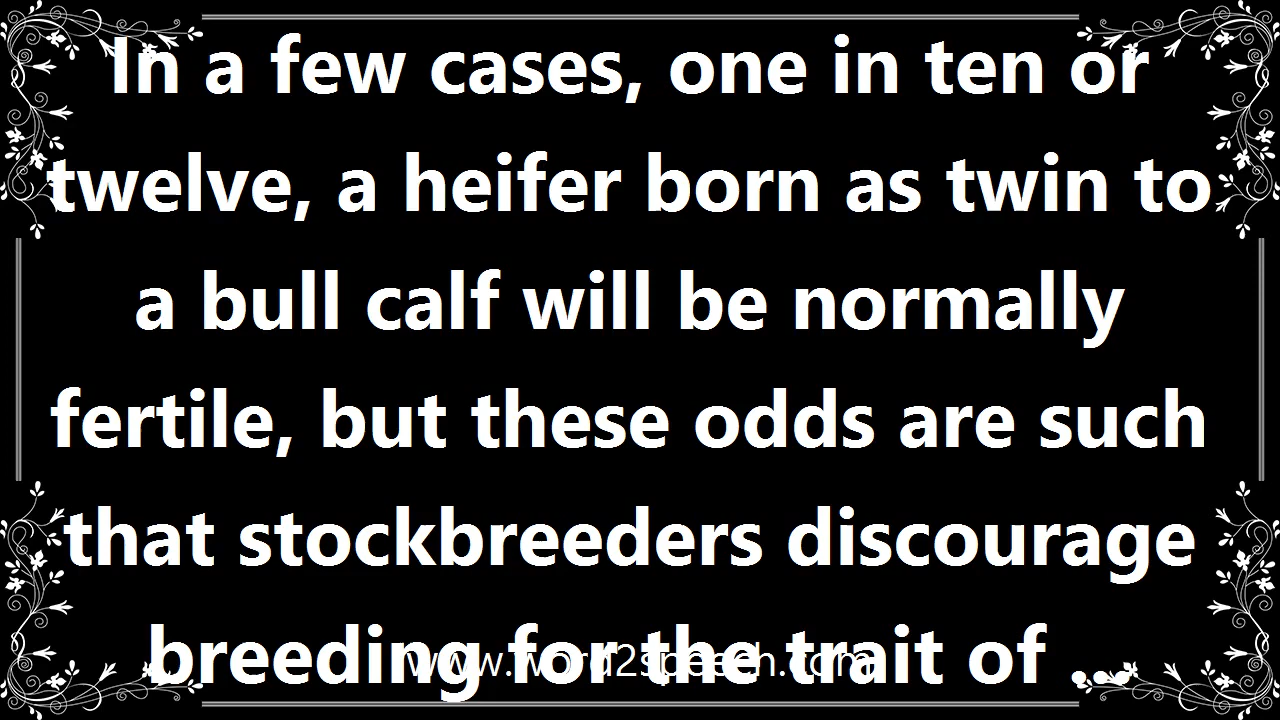 In a few cases, one in ten or
twelve, a heifer born as twin to
a bull calf will be normally
fertile, but these odds are such
that stockbreeders discourage
breeding for the trait of ...
www.word2speech.com